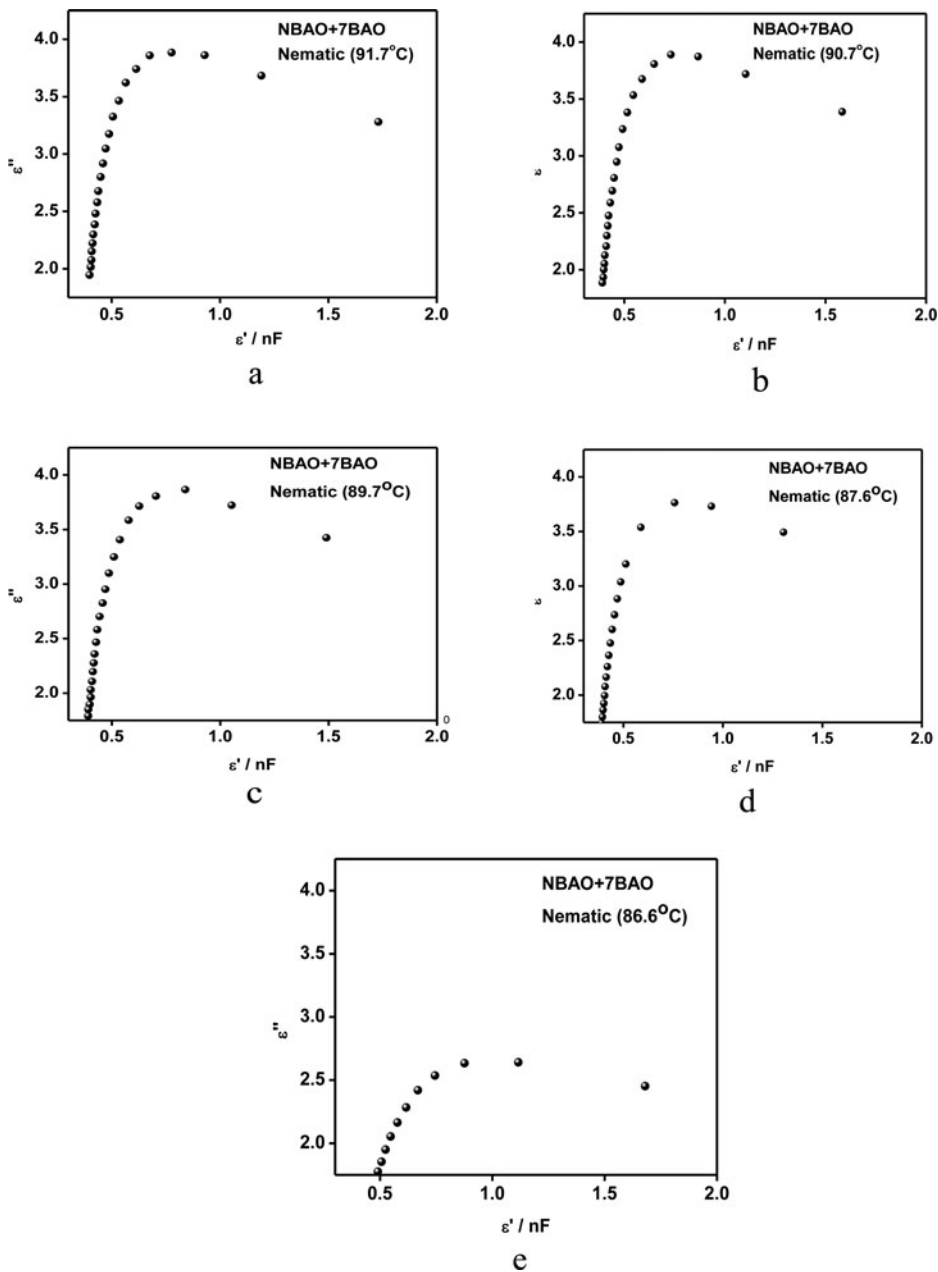 NBAO+7BAO
Nematic (91.7°C)
4.0
3.5
3.0
2.5
2.0
ε"
0.5 1.0 1.5 2.0
ε' / nF
a
NBAO+7BAO
Nematic (90.7°C)
4.0
3.5
3.0
2.5
2.0
ε
0.5 1.0 1.5 2.0
ε' / nF
b
NBAO+7BAO
Nematic (89.7°C)
4.0
3.5
3.0
2.5
2.0
ε"
0.5 1.0 1.5 2.0
0
ε' / nF
c
NBAO+7BAO
Nematic (87.6°C)
4.0
3.5
3.0
2.5
2.0
ε
0.5 1.0 1.5 2.0
ε' / nF
d
NBAO+7BAO
Nematic (86.6°C)
4.0
3.5
3.0
2.5
2.0
ε"
0.5 1.0 1.5 2.0
ε' / nF
e